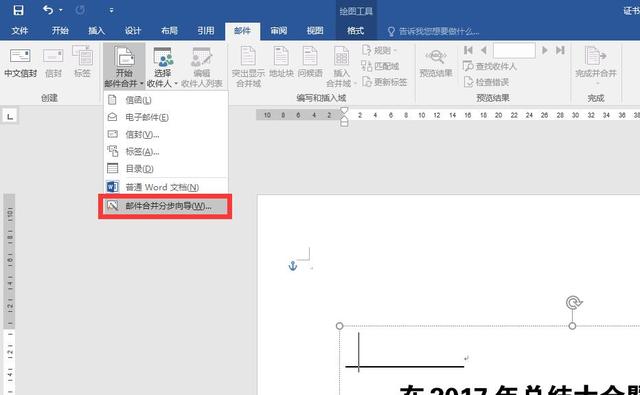 绘图工具
证书
文件 开始 插入 设计 布局 引用 邮件 审阅 视图 格式 告诉我您想要做什么...
中文信封 信封 标签 开始邮件合并 选择收件人 编辑收件人列表 突出显示合并域 地址块 问候语 插入合并域 规则 匹配域 更新标签 预览结果 1 查找收件人 检查错误 完成并合并
创建 编写和插入域 预览结果 完成
信函(L)
电子邮件(E)
信封(V)...
标签(A)...
目录(D)
普通 Word 文档(N)
邮件合并分步向导(W)...
10 8 6 4 2 2 4 6 8 10 12 14 16 18 20 22 24 26 28 30 32 34 36
在 2017 年总结大会